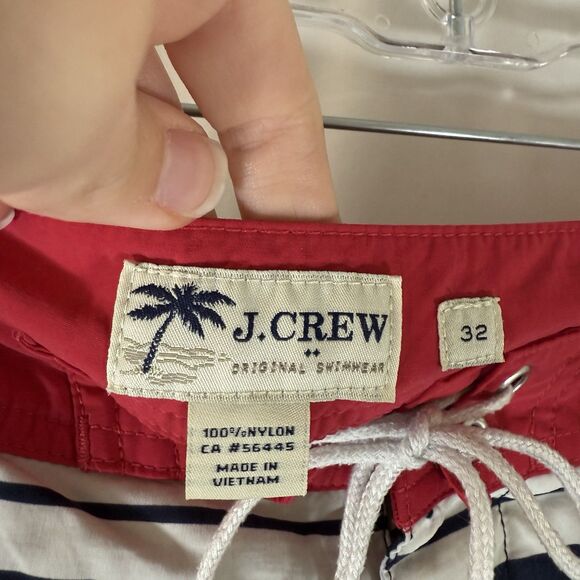 J.CREW
ORIGINAL SWIMWEAR
32
100%NYLON
CA #56445
MADE IN
VIETNAM